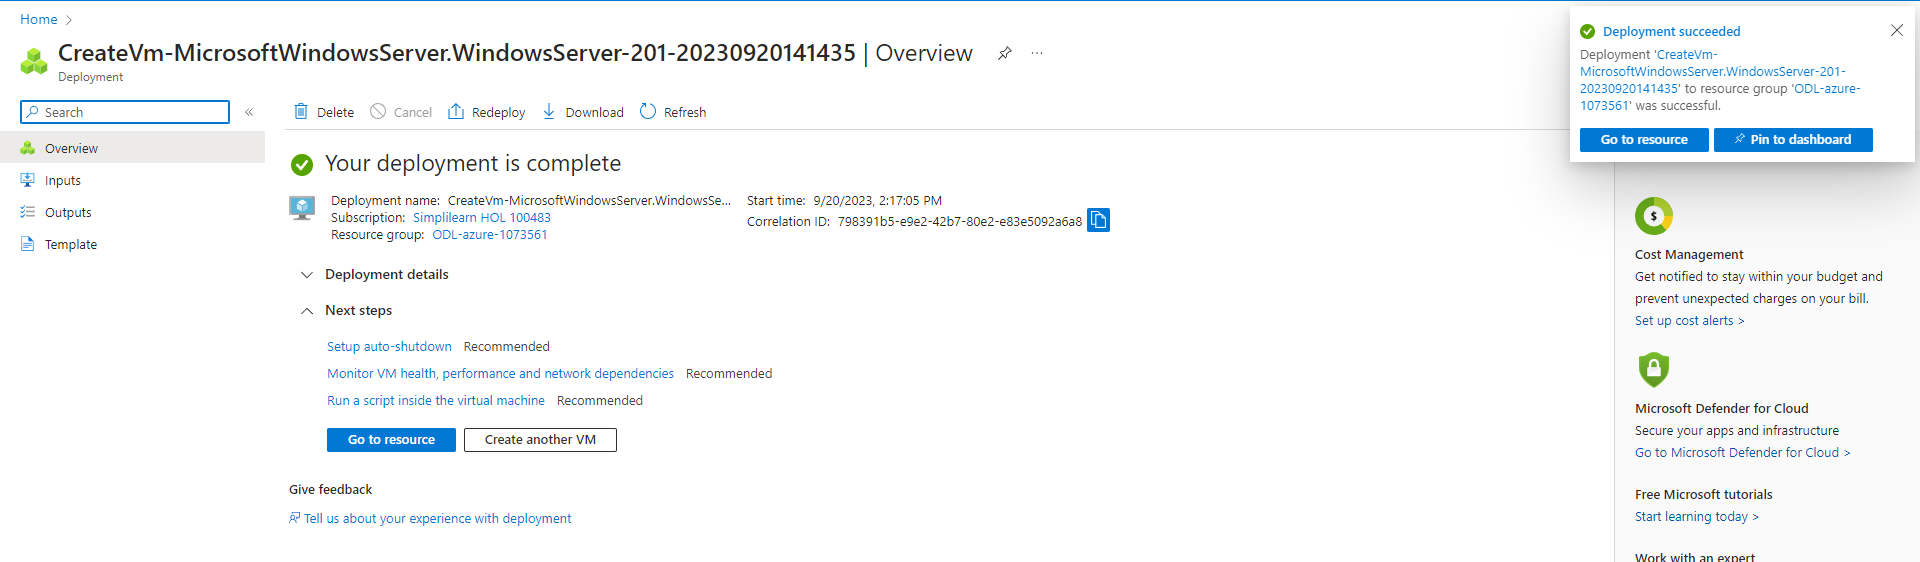 Home
CreateVm-MicrosoftWindowsServer.WindowsServer-201-20230920141435 | Overview
Deployment
Search
Overview
Inputs
Outputs
Template
Delete
Cancel
Redeploy
Download
Refresh
Your deployment is complete
Deployment name: CreateVm-MicrosoftWindowsServer.WindowsSe...
Subscription: Simplilearn HOL 100483
Resource group: ODL-azure-1073561
Start time: 9/20/2023, 2:17:05 PM
Correlation ID: 798391b5-e9e2-42b7-80e2-e83e5092a6a8
Deployment details
Next steps
Setup auto-shutdown Recommended
Monitor VM health, performance and network dependencies Recommended
Run a script inside the virtual machine Recommended
Go to resource
Create another VM
Give feedback
Tell us about your experience with deployment
Deployment succeeded
Deployment 'CreateVm-
MicrosoftWindowsServer.WindowsServer-201-
20230920141435' to resource group 'ODL-azure-
1073561' was successful.
Go to resource
Pin to dashboard
Cost Management
Get notified to stay within your budget and
prevent unexpected charges on your bill.
Set up cost alerts >
Microsoft Defender for Cloud
Secure your apps and infrastructure
Go to Microsoft Defender for Cloud >
Free Microsoft tutorials
Start learning today >
Work with an expert